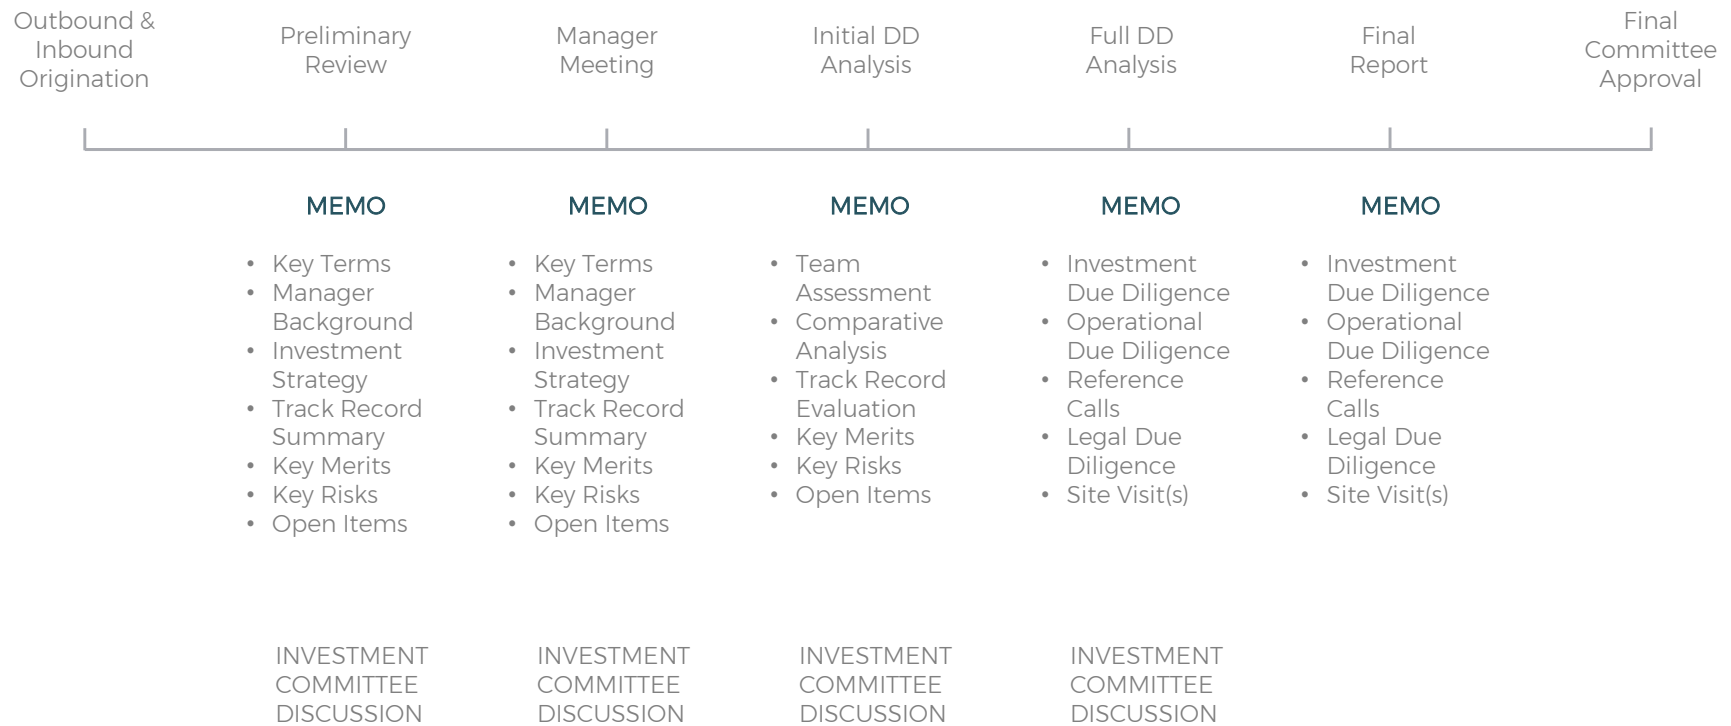 Outbound &
Inbound
Origination
Preliminary
Review
Manager
Meeting
Initial DD
Analysis
Full DD
Analysis
Final
Report
Final
Committee
Approval
MEMO
• Key Terms
• Manager
Background
• Investment
Strategy
• Track Record
Summary
• Key Merits
• Key Risks
• Open Items
INVESTMENT
COMMITTEE
DISCUSSION
MEMO
• Key Terms
• Manager
Background
• Investment
Strategy
• Track Record
Summary
• Key Merits
• Key Risks
• Open Items
INVESTMENT
COMMITTEE
DISCUSSION
MEMO
• Team
Assessment
• Comparative
Analysis
• Track Record
Evaluation
• Key Merits
• Key Risks
• Open Items
INVESTMENT
COMMITTEE
DISCUSSION
MEMO
• Investment
Due Diligence
• Operational
Due Diligence
• Reference
Calls
• Legal Due
Diligence
• Site Visit(s)
INVESTMENT
COMMITTEE
DISCUSSION
MEMO
• Investment
Due Diligence
• Operational
Due Diligence
• Reference
Calls
• Legal Due
Diligence
• Site Visit(s)